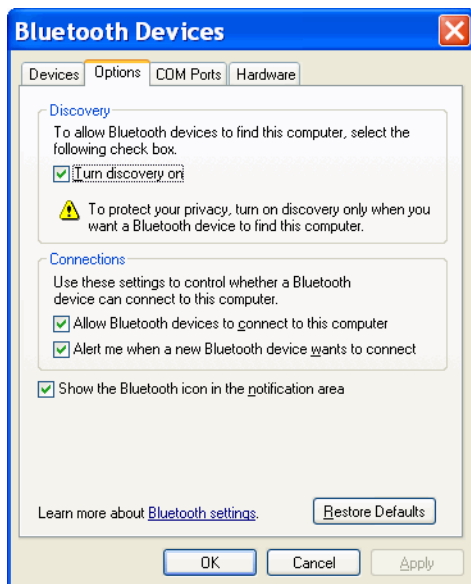 Bluetooth Devices
Devices Options COM Ports Hardware
Discovery
To allow Bluetooth devices to find this computer, select the
following check box.
Turn discovery on
To protect your privacy, turn on discovery only when you
want a Bluetooth device to find this computer.
Connections
Use these settings to control whether a Bluetooth
device can connect to this computer.
Allow Bluetooth devices to connect to this computer
Alert me when a new Bluetooth device wants to connect
Show the Bluetooth icon in the notification area
Learn more about Bluetooth settings. Restore Defaults
OK Cancel Apply